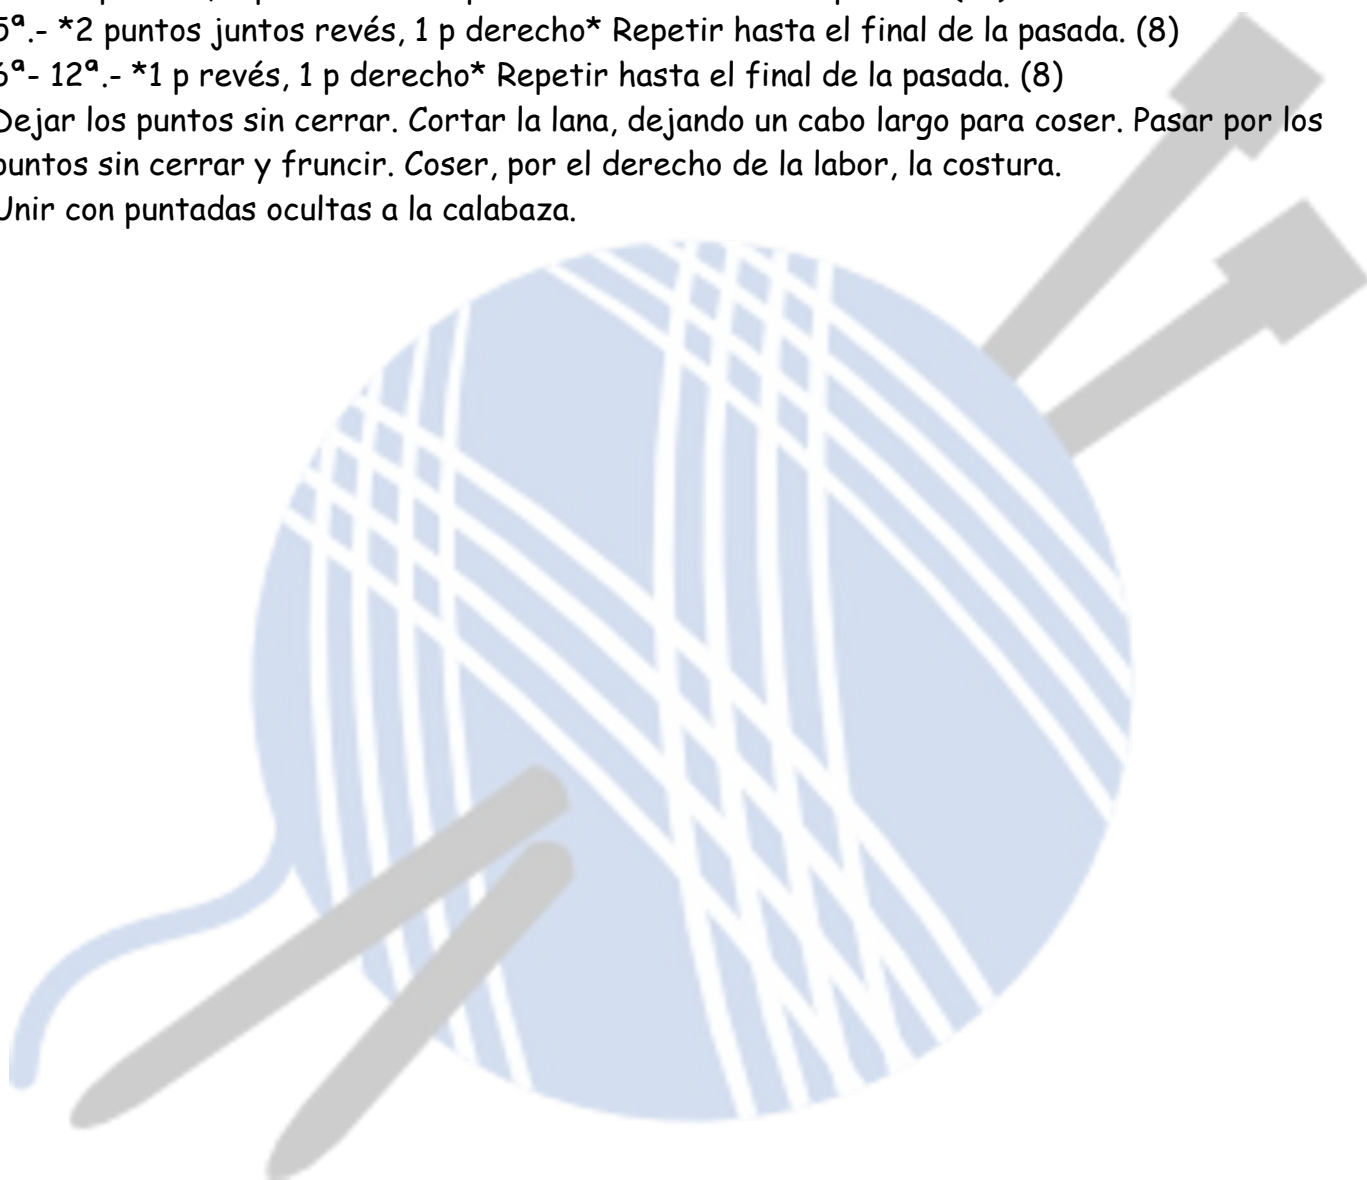 5ª.- *2 puntos juntos revés, 1 p derecho* Repetir hasta el final de la pasada. (8)
6ª- 12ª.- *1 p revés, 1 p derecho* Repetir hasta el final de la pasada. (8)
Dejar los puntos sin cerrar. Cortar la lana, dejando un cabo largo para coser. Pasar por los
puntos sin cerrar y fruncir. Coser, por el derecho de la labor, la costura.
Unir con puntadas ocultas a la calabaza.